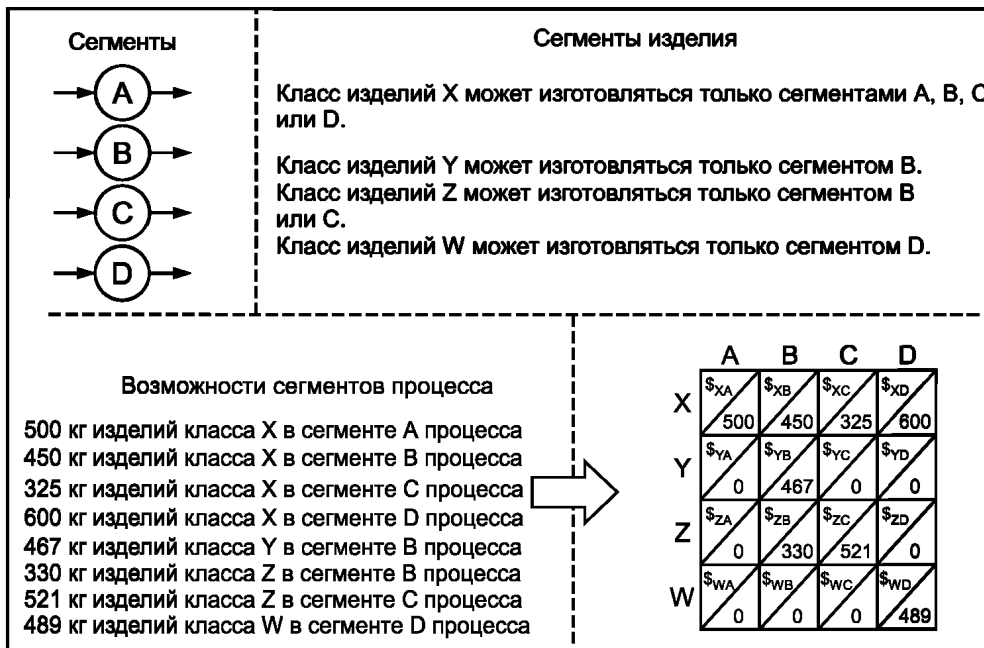 Сегменты
A
B
C
D
Сегменты изделия
Класс изделий X может изготовляться только сегментами A, B, C
или D.
Класс изделий Y может изготовляться только сегментом B.
Класс изделий Z может изготовляться только сегментом B
или C.
Класс изделий W может изготовляться только сегментом D.
Возможности сегментов процесса
500 кг изделий класса X в сегменте A процесса
450 кг изделий класса X в сегменте B процесса
325 кг изделий класса X в сегменте C процесса
600 кг изделий класса X в сегменте D процесса
467 кг изделий класса Y в сегменте B процесса
330 кг изделий класса Z в сегменте B процесса
521 кг изделий класса Z в сегменте C процесса
489 кг изделий класса W в сегменте D процесса
A B C D
X $XA 500 $XB 450 $XC 325 $XD 600
Y $YA 0 $YB 467 $YC 0 $YD 0
Z $ZA 0 $ZB 330 $ZC 521 $ZD 0
W $WA 0 $WB 0 $WC 0 $WD 489